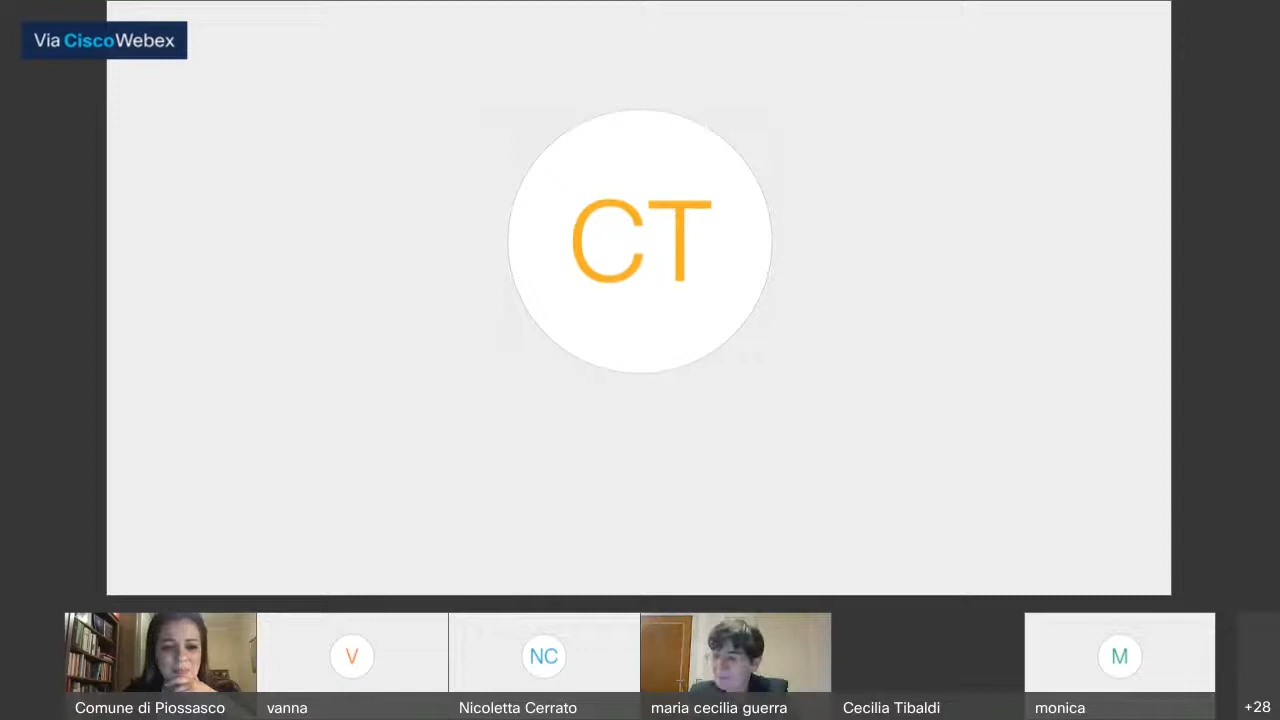 Via CiscoWebex
CT
V
NC
M
Comune di Piossasco
vanna
Nicoletta Cerrato
maria cecilia guerra
Cecilia Tibaldi
monica
+28